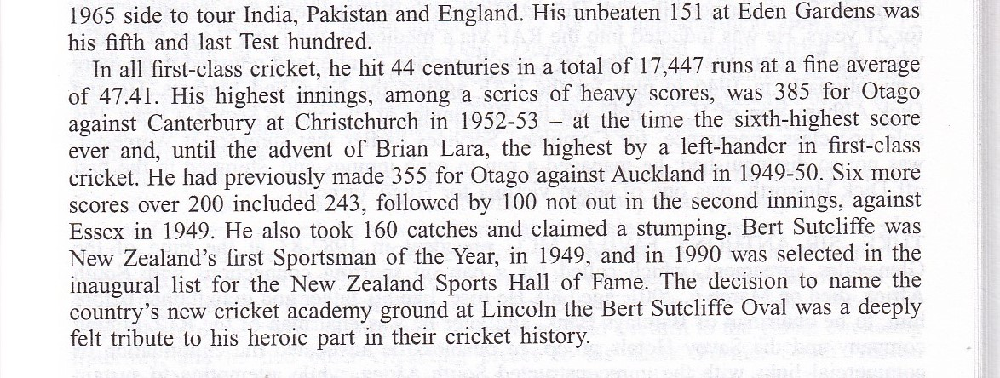 1965 side to tour India, Pakistan and England. His unbeaten 151 at Eden Gardens was
his fifth and last Test hundred.
In all first-class cricket, he hit 44 centuries in a total of 17,447 runs at a fine average
of 47.41. His highest innings, among a series of heavy scores, was 385 for Otago
against Canterbury at Christchurch in 1952-53 – at the time the sixth-highest score
ever and, until the advent of Brian Lara, the highest by a left-hander in first-class
cricket. He had previously made 355 for Otago against Auckland in 1949-50. Six more
scores over 200 included 243, followed by 100 not out in the second innings, against
Essex in 1949. He also took 160 catches and claimed a stumping. Bert Sutcliffe was
New Zealand’s first Sportsman of the Year, in 1949, and in 1990 was selected in the
inaugural list for the New Zealand Sports Hall of Fame. The decision to name the
country’s new cricket academy ground at Lincoln the Bert Sutcliffe Oval was a deeply
felt tribute to his heroic part in their cricket history.